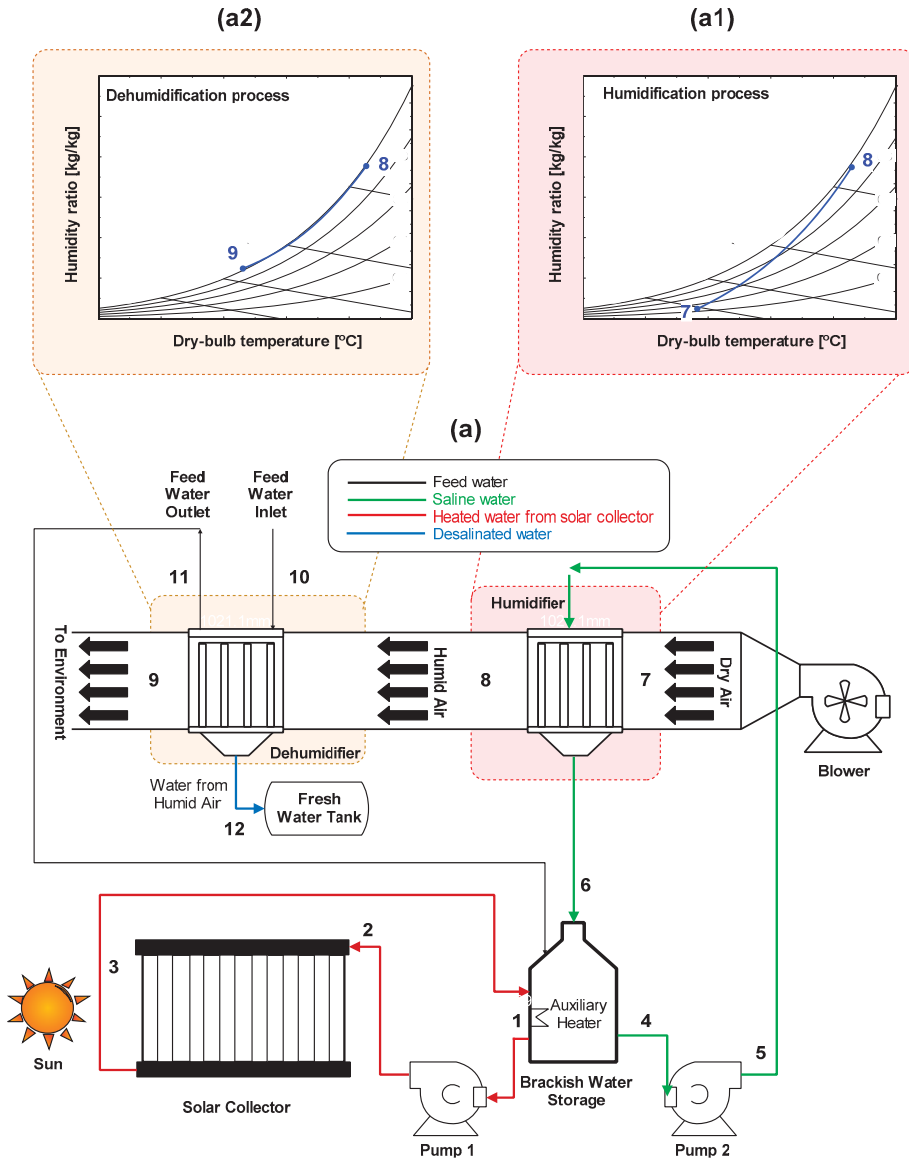 (a2)
(a1)
Dehumidification process
Humidity ratio [kg/kg]
8
9
Dry-bulb temperature [ºC]
Humidification process
Humidity ratio [kg/kg]
8
7
Dry-bulb temperature [ºC]
(a)
Feed
Water
Outlet
Feed
Water
Inlet
Feed water
Saline water
Heated water from solar collector
Desalinated water
11
10
Humidifier
To Environment
9
Humid Air
8
7
Dry Air
Dehumidifier
Blower
Water from
Humid Air
12
Fresh
Water Tank
6
3
2
Sun
Solar Collector
1
Auxiliary
Heater
4
5
Brackish Water
Storage
Pump 1
Pump 2